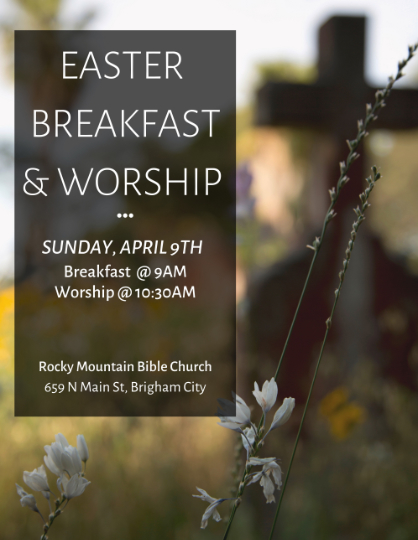 EASTER
BREAKFAST
& WORSHIP
SUNDAY, APRIL 9TH
Breakfast @ 9AM
Worship @ 10:30AM
Rocky Mountain Bible Church
659 N Main St, Brigham City